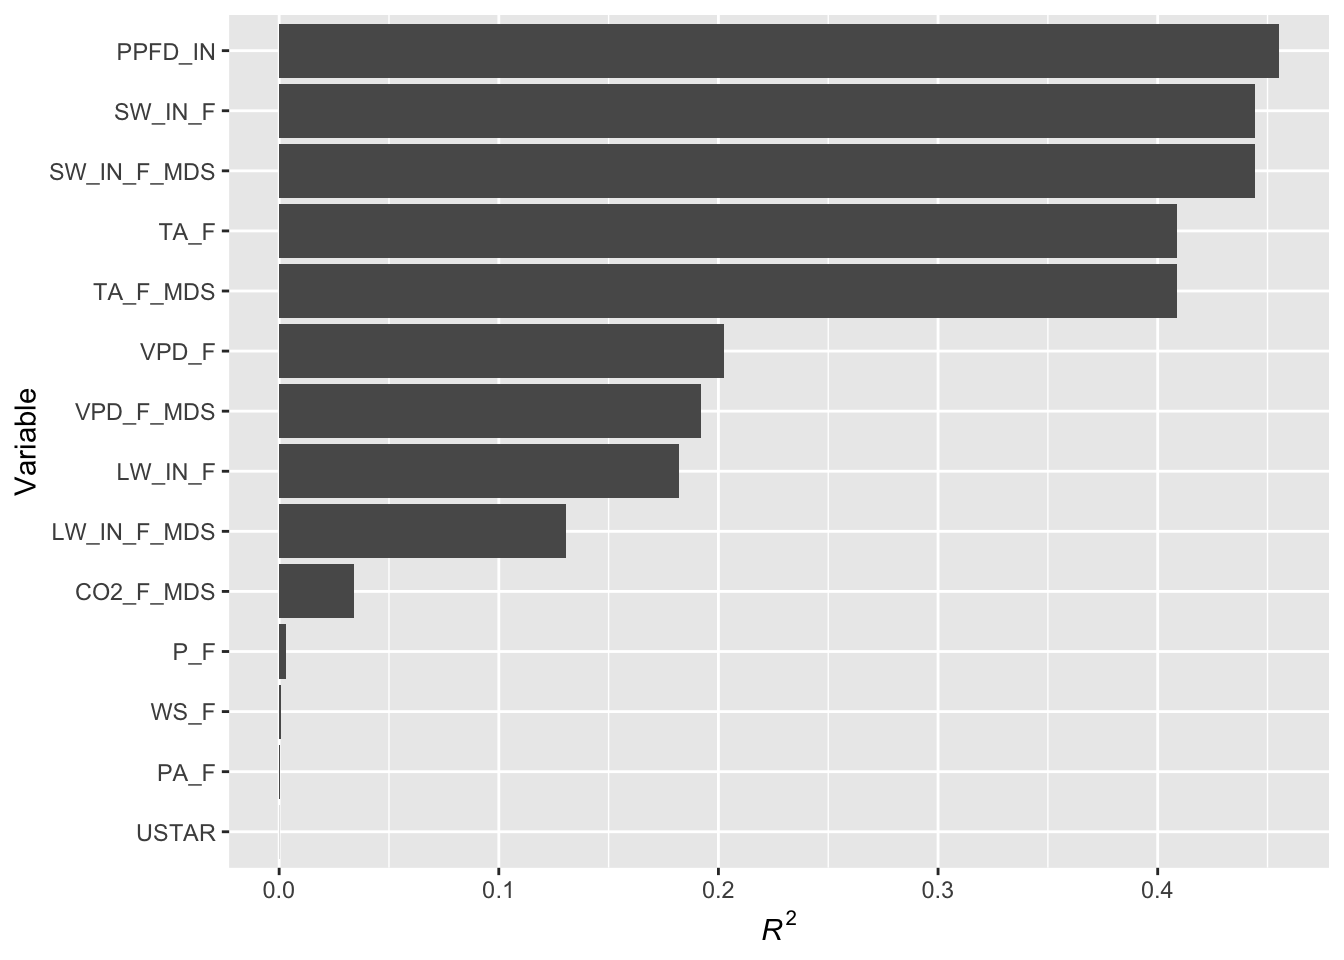 PPFD_IN
SW_IN_F
SW_IN_F_MDS
TA_F
TA_F_MDS
VPD_F
VPD_F_MDS
LW_IN_F
LW_IN_F_MDS
CO2_F_MDS
P_F
WS_F
PA_F
USTAR
Variable
0.0 0.1 0.2 0.3 0.4
R²